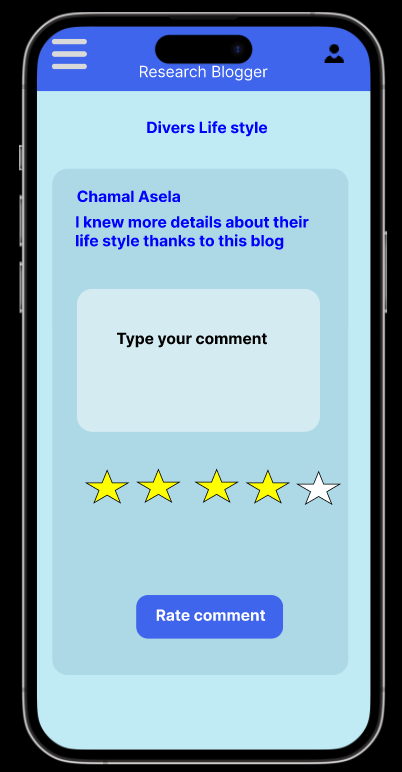 Research Blogger
Divers Life style
Chamal Asela
I knew more details about their
life style thanks to this blog
Type your comment
Rate comment